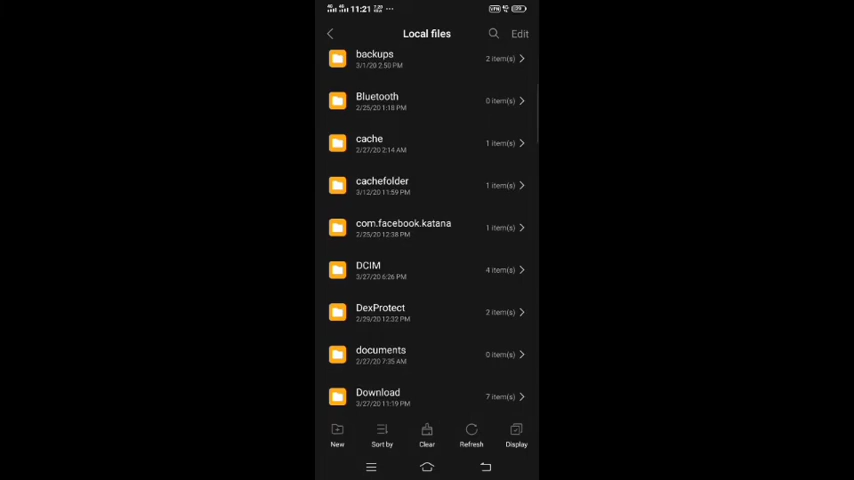 11:21
Local files
Edit
backups
3/1/20 2:50 PM
2 item(s)
Bluetooth
2/25/20 1:18 PM
0 item(s)
cache
2/27/20 2:14 AM
1 item(s)
cachefolder
3/12/20 11:59 PM
1 item(s)
com.facebook.katana
2/25/20 12:38 PM
1 item(s)
DCIM
3/27/20 6:26 PM
4 item(s)
DexProtect
2/29/20 12:32 PM
2 item(s)
documents
2/27/20 7:35 AM
0 item(s)
Download
3/27/20 11:19 PM
7 item(s)
New
Sort by
Clear
Refresh
Display